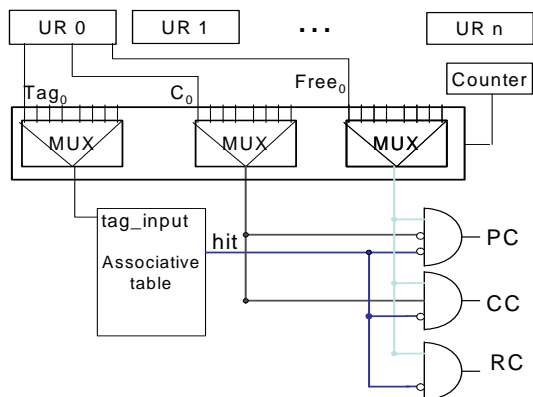 UR 0
UR 1
...
UR n
Counter
Tag0
C0
Free0
MUX
MUX
MUX
tag_input
Associative
table
hit
PC
CC
RC